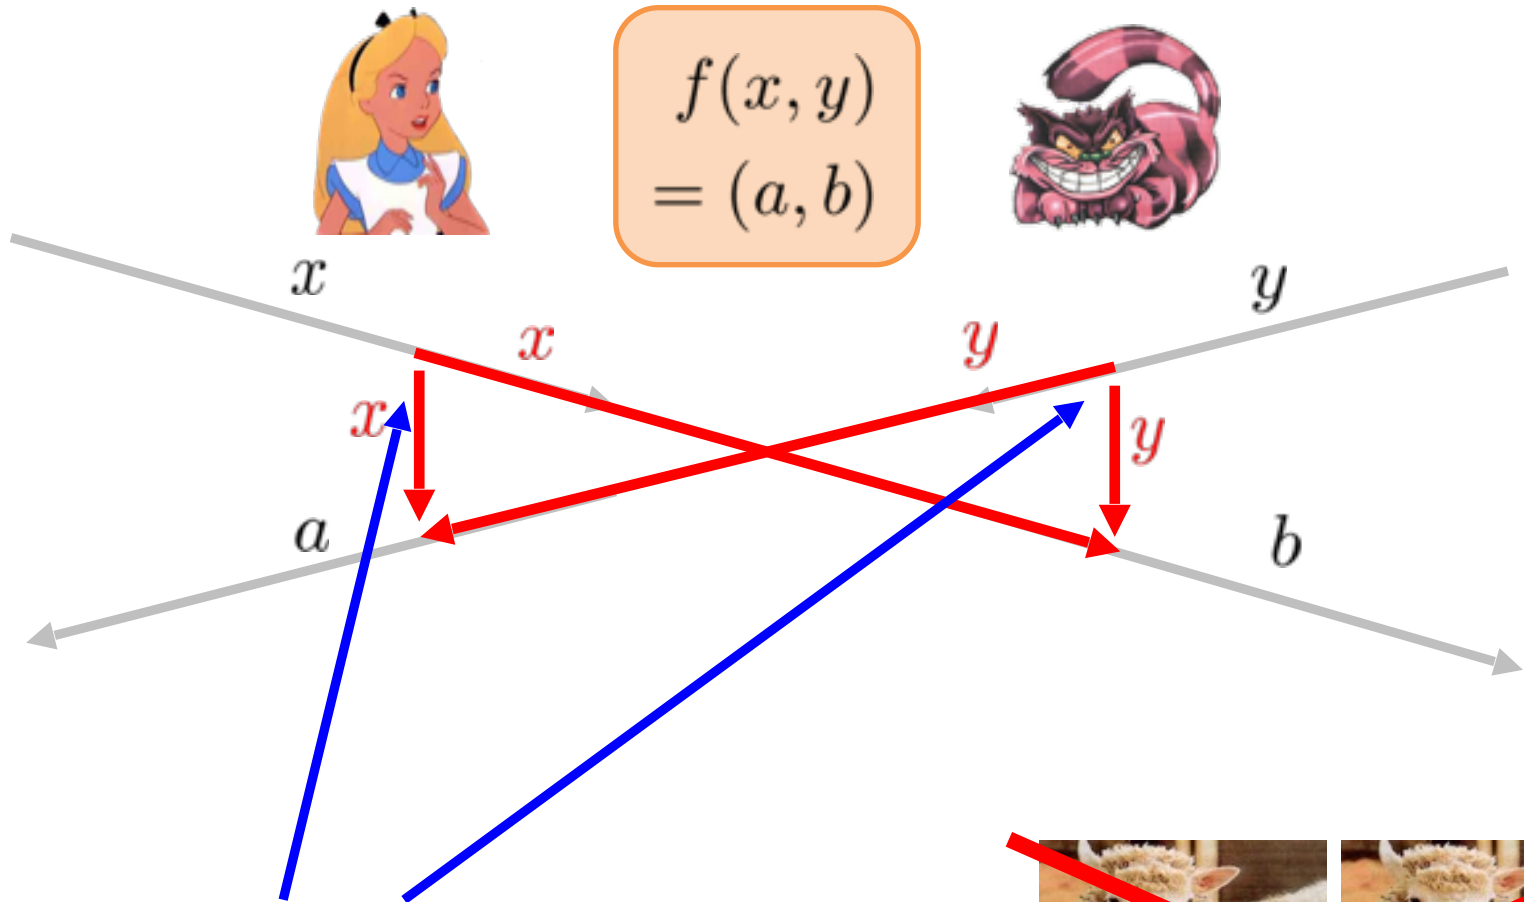 f(x, y)
= (a, b)
x
y
x
y
x
y
a
b